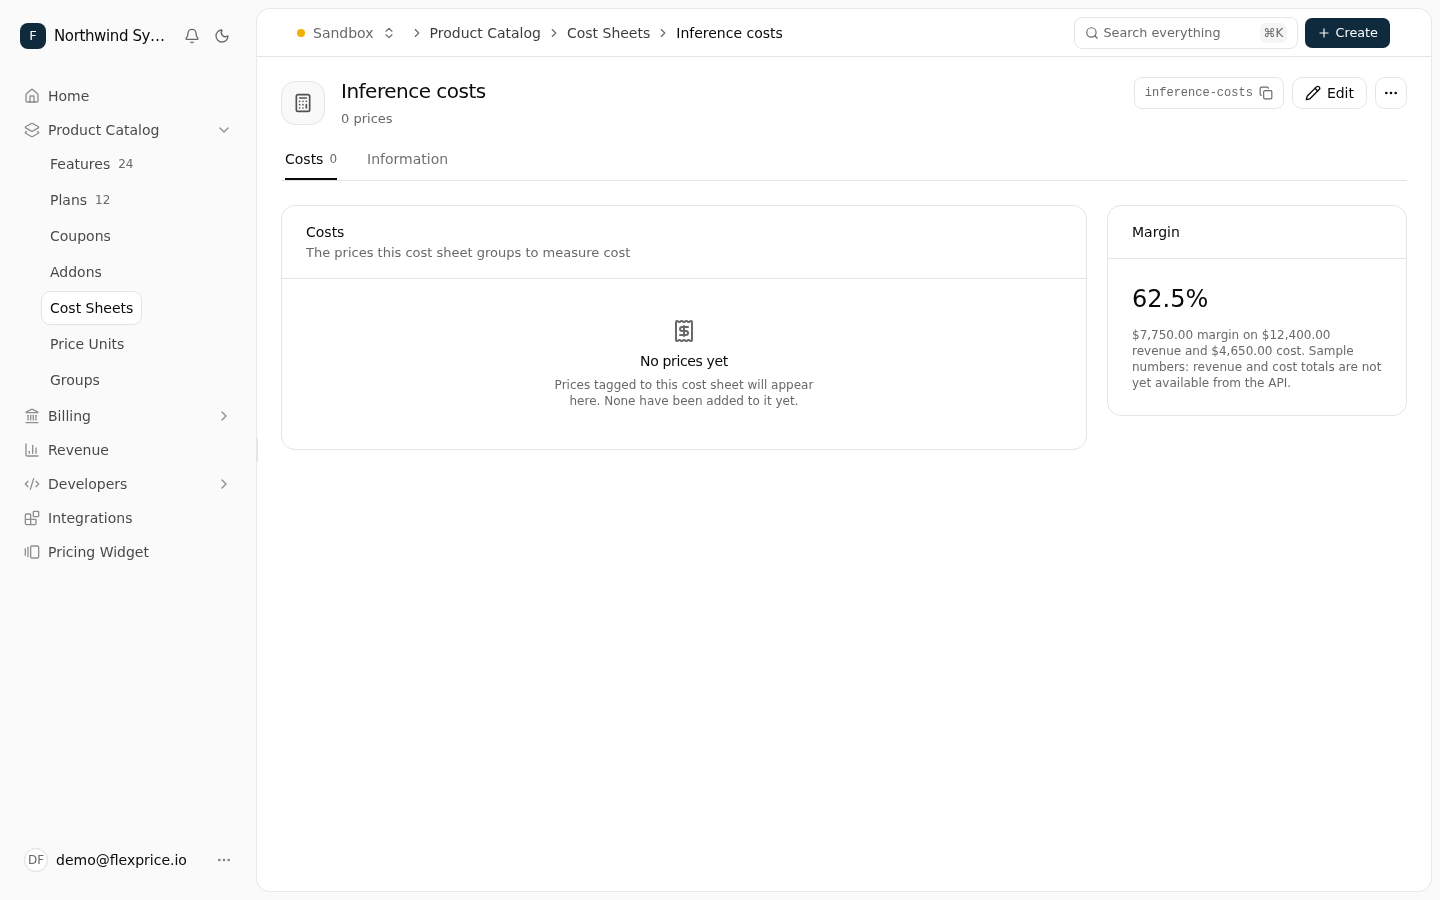 F Northwind Sy...
Home
Product Catalog
Features 24
Plans 12
Coupons
Addons
Cost Sheets
Price Units
Groups
Billing
Revenue
Developers
Integrations
Pricing Widget
DF demo@flexprice.io
Sandbox Product Catalog Cost Sheets Inference costs
Search everything ⌘K
Create
Inference costs
0 prices
inference-costs
Edit
Costs 0
Information
Costs
The prices this cost sheet groups to measure cost
No prices yet
Prices tagged to this cost sheet will appear
here. None have been added to it yet.
Margin
62.5%
$7,750.00 margin on $12,400.00
revenue and $4,650.00 cost. Sample
numbers: revenue and cost totals are not
yet available from the API.